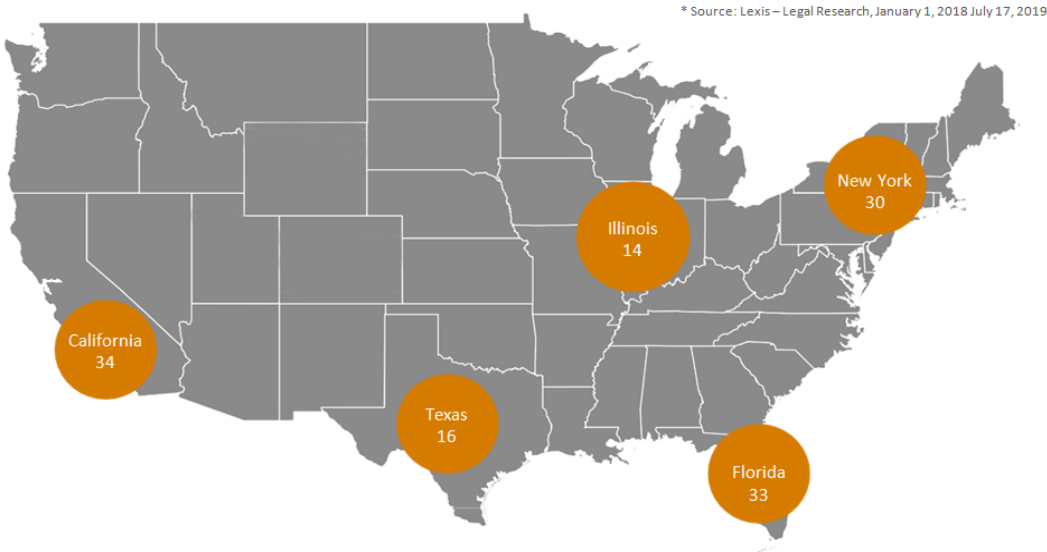 * Source: Lexis – Legal Research, January 1, 2018 July 17, 2019
New York
30
Illinois
14
California
34
Texas
16
Florida
33